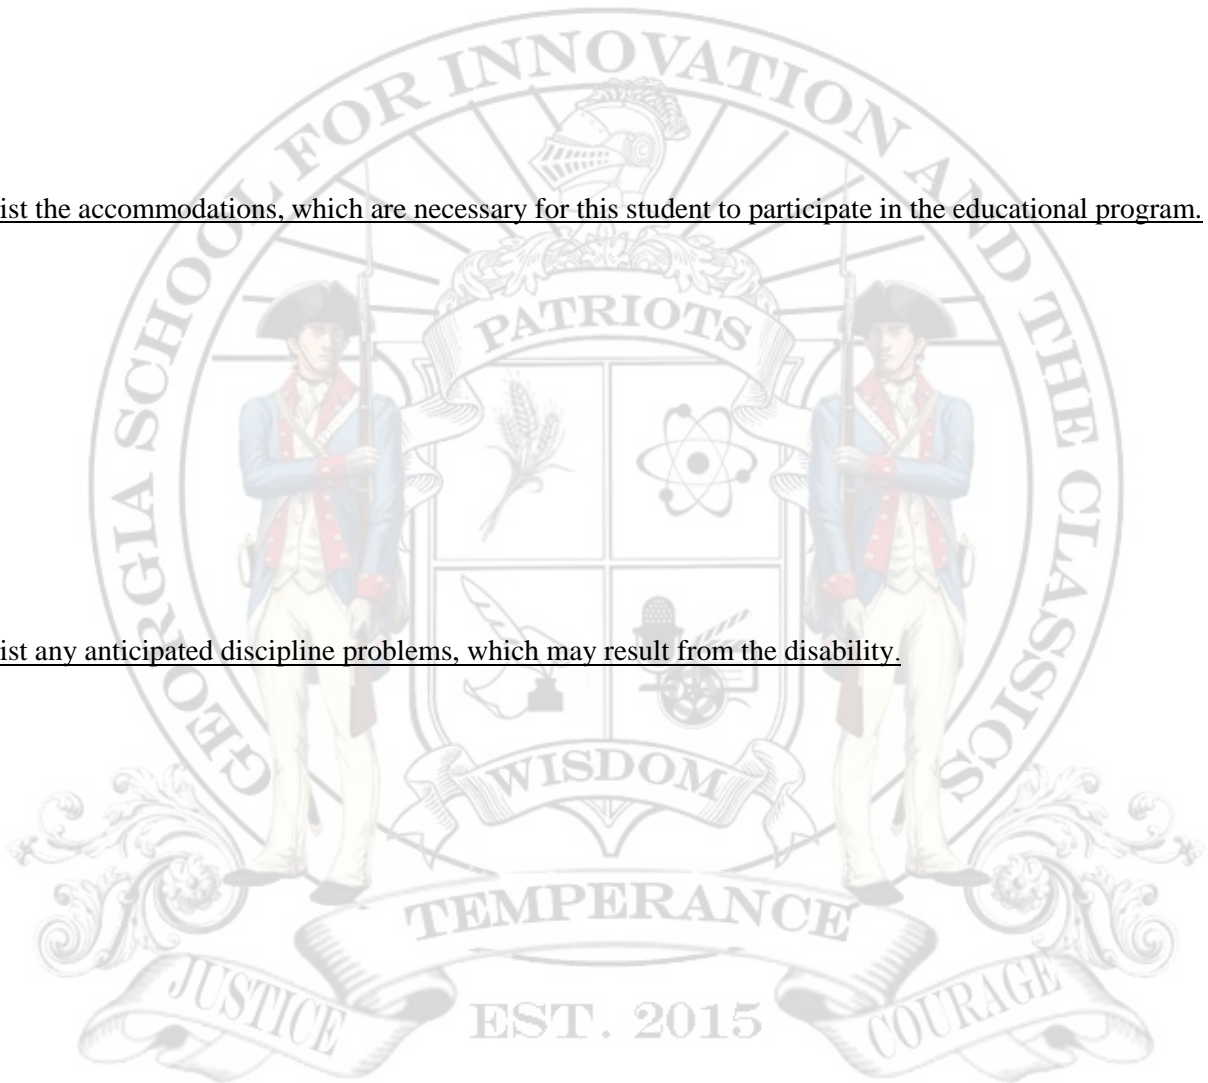 GEORGIA SCHOOL FOR INNOVATION AND THE CLASSICS
ist the accommodations, which are necessary for this student to participate in the educational program.
PATRIOTS
ist any anticipated discipline problems, which may result from the disability.
WISDOM
TEMPERANCE
JUSTICE
EST. 2015
COURAGE